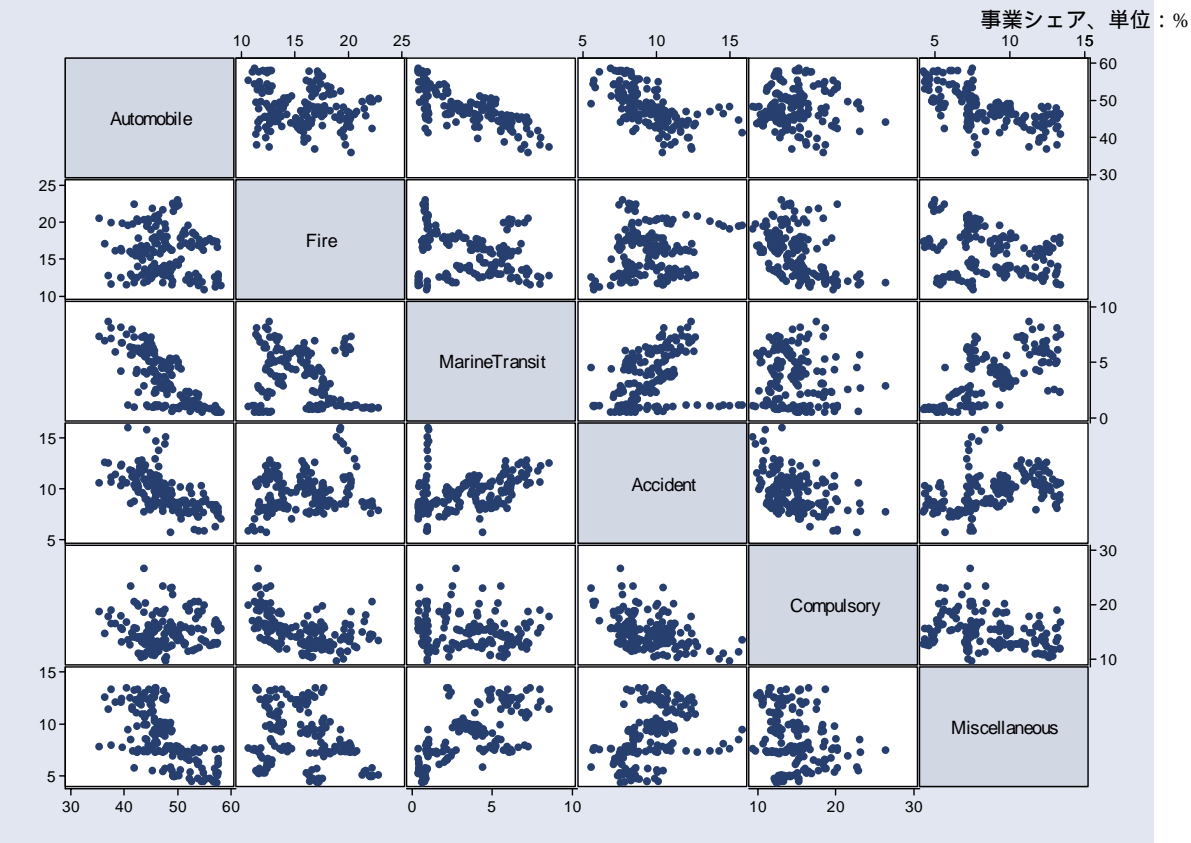 事業シェア、単位：%
10 15 20 25 5 10 15 5 10 15
Automobile
60
50
40
30
25
20
15
10
Fire
MarineTransit
10
5
0
15
10
5
Accident
Compulsory
30
20
10
15
10
5
Miscellaneous
30 40 50 60 0 5 10 10 20 30